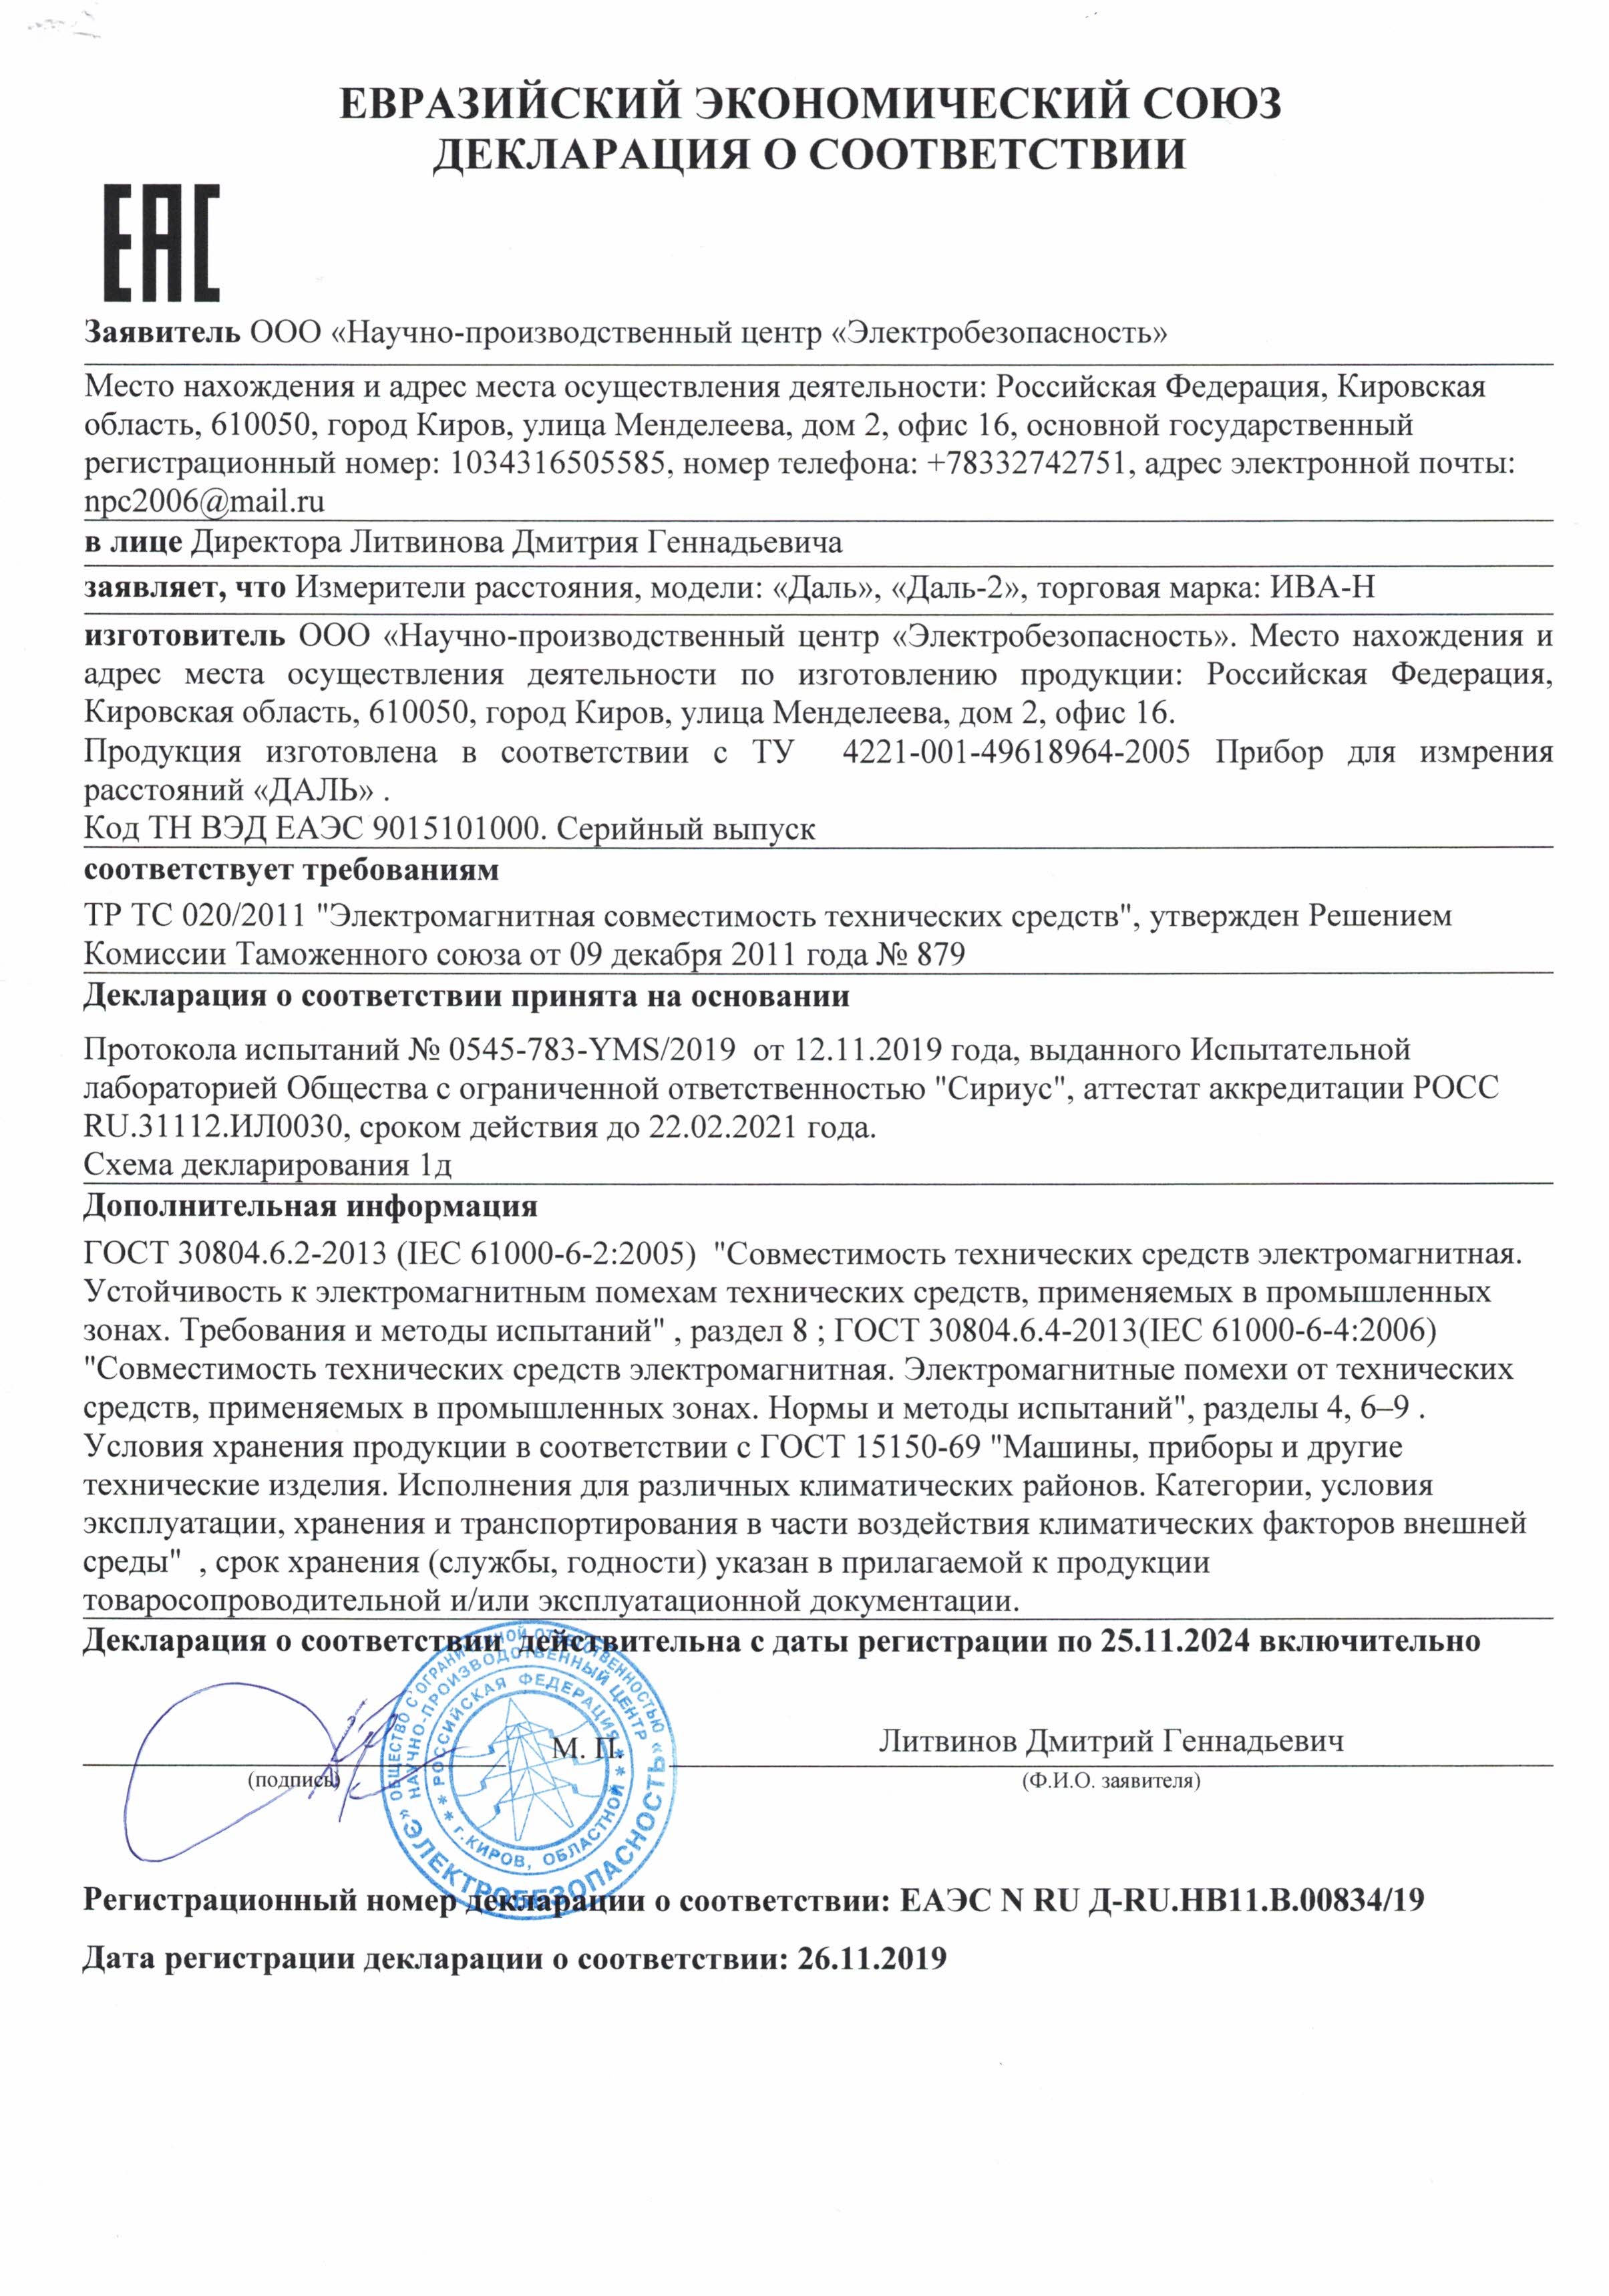 ЕВРАЗИЙСКИЙ ЭКОНОМИЧЕСКИЙ СОЮЗ
ДЕКЛАРАЦИЯ О СООТВЕТСТВИИ
EAC
Заявитель ООО «Научно-производственный центр «Электробезопасность»
Место нахождения и адрес места осуществления деятельности: Российская Федерация, Кировская
область, 610050, город Киров, улица Менделеева, дом 2, офис 16, основной государственный
регистрационный номер: 1034316505585, номер телефона: +78332742751, адрес электронной почты:
npc2006@mail.ru
в лице Директора Литвинова Дмитрия Геннадьевича
заявляет, что Измерители расстояния, модели: «Даль», «Даль-2», торговая марка: ИВА-Н
изготовитель ООО «Научно-производственный центр «Электробезопасность». Место нахождения и
адрес места осуществления деятельности по изготовлению продукции: Российская Федерация,
Кировская область, 610050, город Киров, улица Менделеева, дом 2, офис 16.
Продукция изготовлена в соответствии с ТУ 4221-001-49618964-2005 Прибор для измрения
расстояний «ДАЛЬ» .
Код ТН ВЭД ЕАЭС 9015101000. Серийный выпуск
соответствует требованиям
ТР ТС 020/2011 "Электромагнитная совместимость технических средств", утвержден Решением
Комиссии Таможенного союза от 09 декабря 2011 года № 879
Декларация о соответствии принята на основании
Протокола испытаний № 0545-783-YMS/2019 от 12.11.2019 года, выданного Испытательной
лабораторией Общества с ограниченной ответственностью "Сириус", аттестат аккредитации РОСС
RU.31112.ИЛ0030, сроком действия до 22.02.2021 года.
Схема декларирования 1д
Дополнительная информация
ГОСТ 30804.6.2-2013 (IEC 61000-6-2:2005) "Совместимость технических средств электромагнитная.
Устойчивость к электромагнитным помехам технических средств, применяемых в промышленных
зонах. Требования и методы испытаний" , раздел 8 ; ГОСТ 30804.6.4-2013(IEC 61000-6-4:2006)
"Совместимость технических средств электромагнитная. Электромагнитные помехи от технических
средств, применяемых в промышленных зонах. Нормы и методы испытаний", разделы 4, 6–9 .
Условия хранения продукции в соответствии с ГОСТ 15150-69 "Машины, приборы и другие
технические изделия. Исполнения для различных климатических районов. Категории, условия
эксплуатации, хранения и транспортирования в части воздействия климатических факторов внешней
среды" , срок хранения (службы, годности) указан в прилагаемой к продукции
товаросопроводительной и/или эксплуатационной документации.
Декларация о соответствии действительна с даты регистрации по 25.11.2024 включительно
ОБЩЕСТВО С ОГРАНИЧЕННОЙ ОТВЕТСТВЕННОСТЬЮ
НАУЧНО-ПРОИЗВОДСТВЕННЫЙ ЦЕНТР
«ЭЛЕКТРОБЕЗОПАСНОСТЬ»
РОССИЙСКАЯ ФЕДЕРАЦИЯ
г.КИРОВ, ОБЛАСТНОЙ
М. П.
Литвинов Дмитрий Геннадьевич
(подпись)
(Ф.И.О. заявителя)
Регистрационный номер декларации о соответствии: ЕАЭС N RU Д-RU.НВ11.В.00834/19
Дата регистрации декларации о соответствии: 26.11.2019